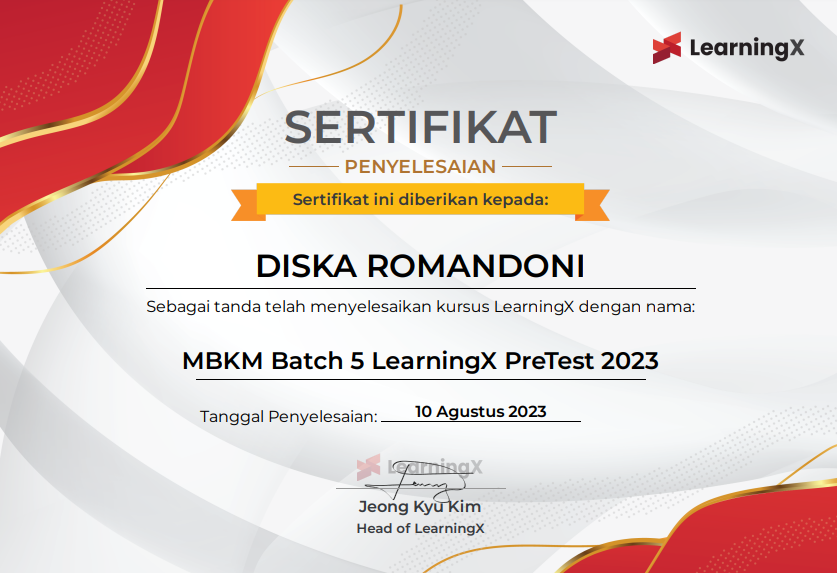 LearningX
SERTIFIKAT
PENYELESAIAN
Sertifikat ini diberikan kepada:
DISKA ROMANDONI
Sebagai tanda telah menyelesaikan kursus LearningX dengan nama:
MBKM Batch 5 LearningX PreTest 2023
Tanggal Penyelesaian: 10 Agustus 2023
LearningX
Jeong Kyu Kim
Head of LearningX